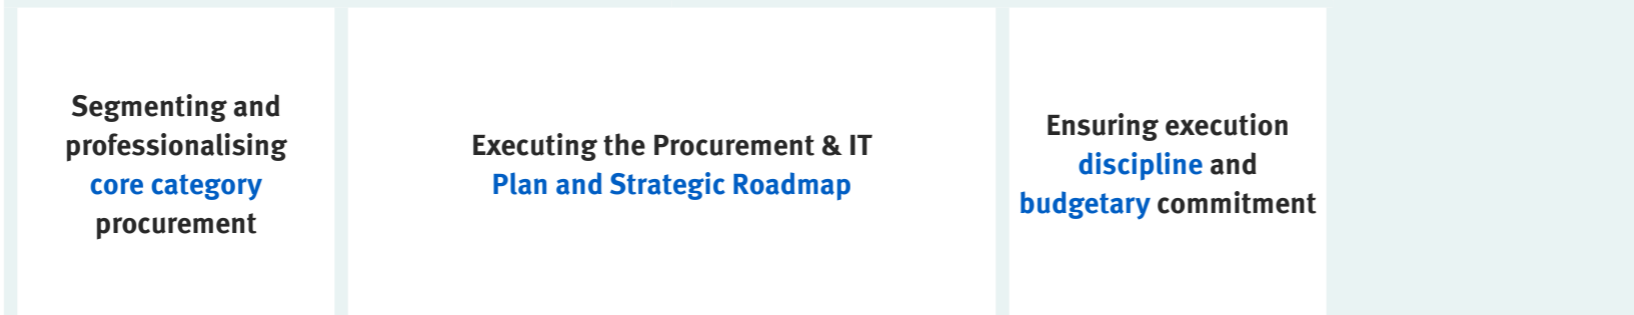 Segmenting and
professionalising
core category
procurement
Executing the Procurement & IT
Plan and Strategic Roadmap
Ensuring execution
discipline and
budgetary commitment